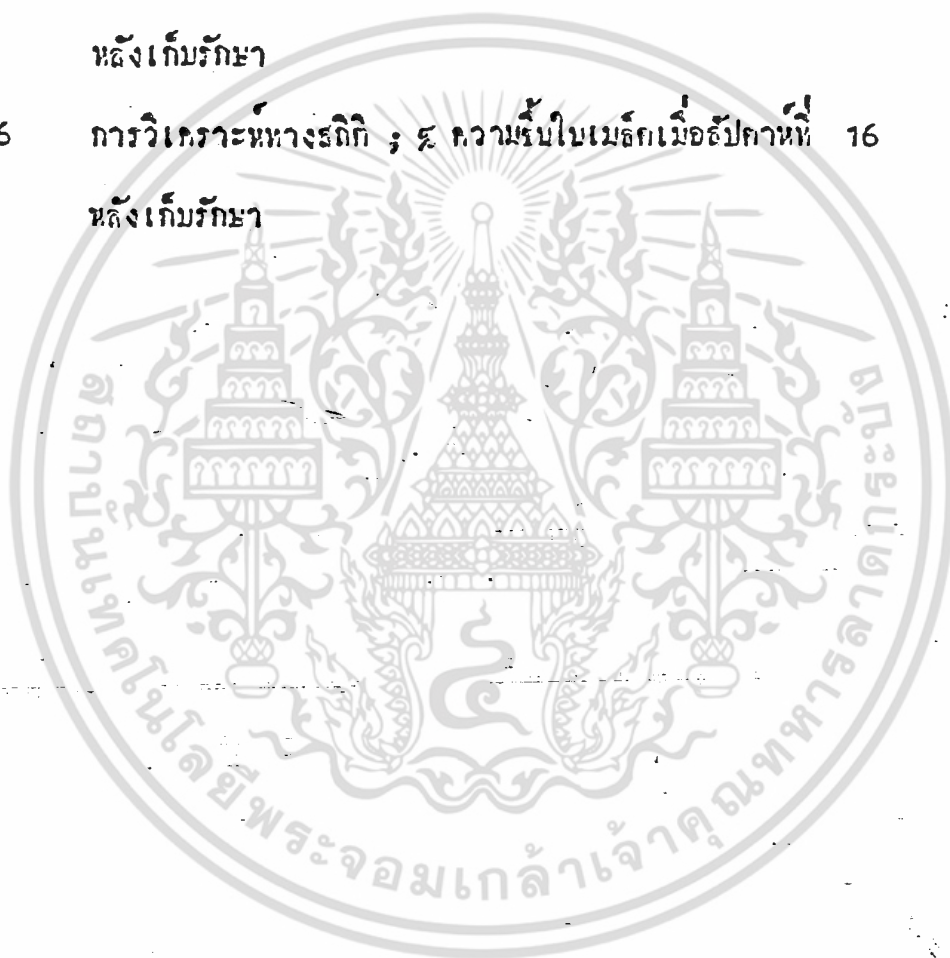 หลังเก็บรักษา
6 การวิเคราะห์ทางสถิติ ; % ความชื้นในเมล็ดเมื่อสัปดาห์ที่ 16
หลังเก็บรักษา
สถาบันเทคโนโลยีพระจอมเกล้าเจ้าคุณทหารลาดกระบัง